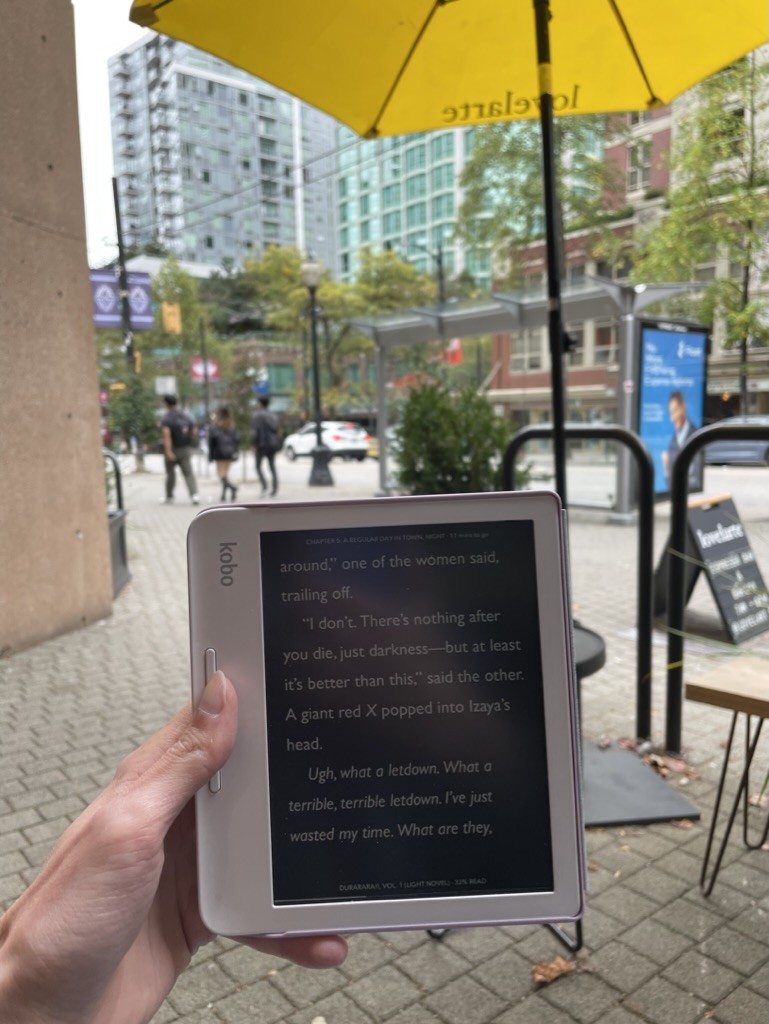 lovelarte
kobo
CHAPTER 5: A REGULAR DAY IN TOWN, NIGHT · 11 mins to go
around,” one of the women said,
trailing off.
“I don’t. There’s nothing after
you die, just darkness—but at least
it’s better than this,” said the other.
A giant red X popped into Izaya’s
head.
Ugh, what a letdown. What a
terrible, terrible letdown. I’ve just
wasted my time. What are they,
DURARARA!!, VOL. 1 (LIGHT NOVEL) · 35% READ
lovelarte